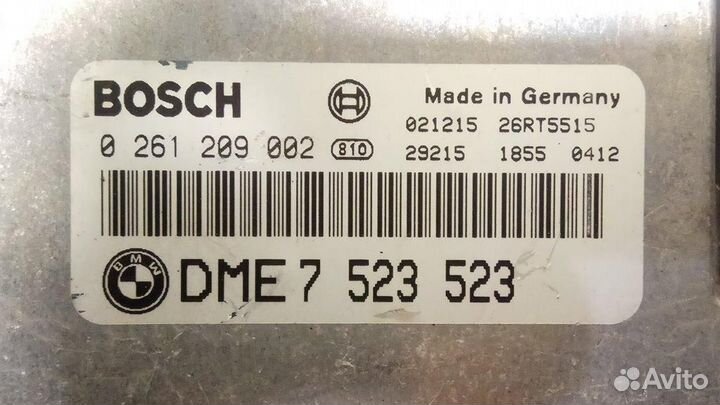 BOSCH
Made in Germany
021215 26RT5515
0 261 209 002 810
29215 1855 0412
BMW
DME 7 523 523
Avito